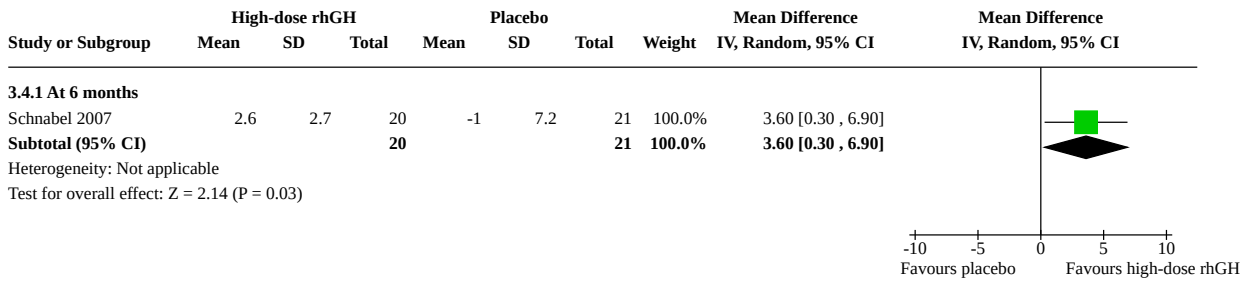 High-dose rhGH Placebo Mean Difference Mean Difference
Study or Subgroup Mean SD Total Mean SD Total Weight IV, Random, 95% CI IV, Random, 95% CI
3.4.1 At 6 months
Schnabel 2007 2.6 2.7 20 -1 7.2 21 100.0% 3.60 [0.30 , 6.90]
Subtotal (95% CI) 20 21 100.0% 3.60 [0.30 , 6.90]
Heterogeneity: Not applicable
Test for overall effect: Z = 2.14 (P = 0.03)
-10 -5 0 5 10
Favours placebo Favours high-dose rhGH